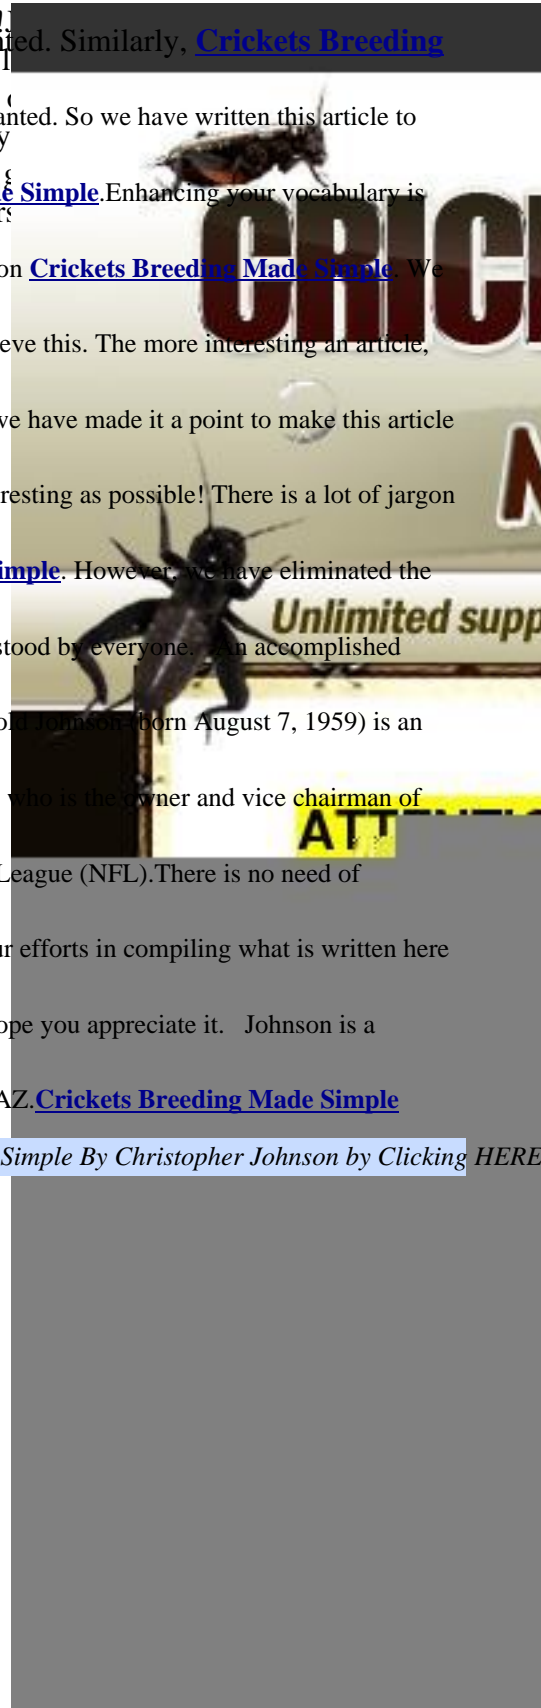 ted. Similarly, Crickets Breeding
anted. So we have written this article to
y
e Simple.Enhancing your vocabulary is
CRIC
on Crickets Breeding Made Simple. We
eve this. The more interesting an article,
we have made it a point to make this article
resting as possible! There is a lot of jargon
imple. However, we have eliminated the
Unlimited supp
stood by everyone. An accomplished
old Johnson (born August 7, 1959) is an
who is the owner and vice chairman of
League (NFL).There is no need of
ur efforts in compiling what is written here
ope you appreciate it. Johnson is a
AZ.Crickets Breeding Made Simple
Simple By Christopher Johnson by Clicking HERE